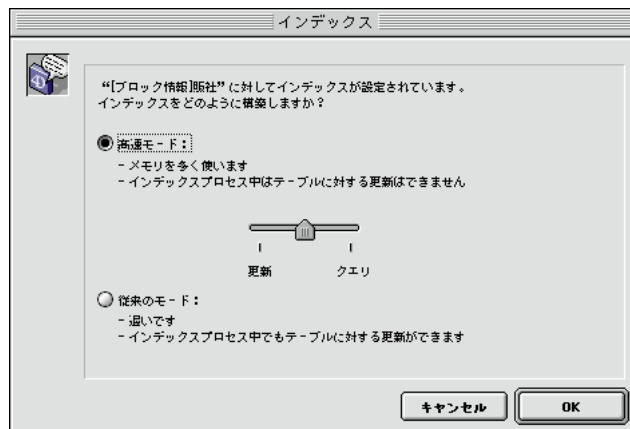 インデックス
4D
“[ブロック情報]販社” に対してインデックスが設定されています。
インデックスをどのように構築しますか？
高速モード：
- メモリを多く使います
- インデックスプロセス中はテーブルに対する更新はできません
更新 クエリ
従来のモード：
- 遅いです
- インデックスプロセス中でもテーブルに対する更新ができます
キャンセル OK